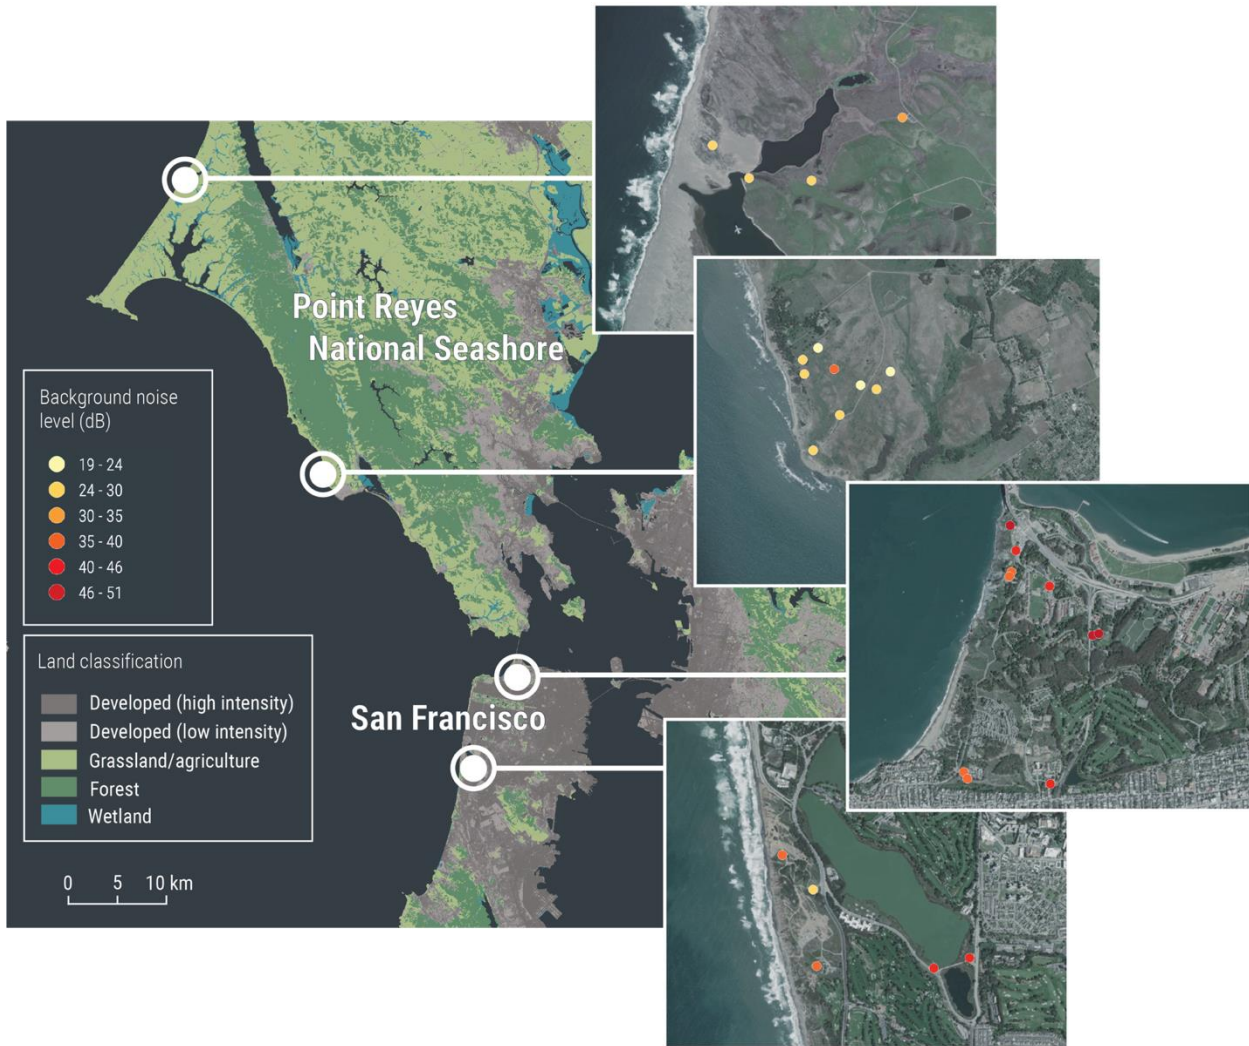 Point Reyes
National Seashore
Background noise
level (dB)
19 - 24
24 - 30
30 - 35
35 - 40
40 - 46
46 - 51
Land classification
Developed (high intensity)
Developed (low intensity)
Grassland/agriculture
Forest
Wetland
San Francisco
0 5 10 km